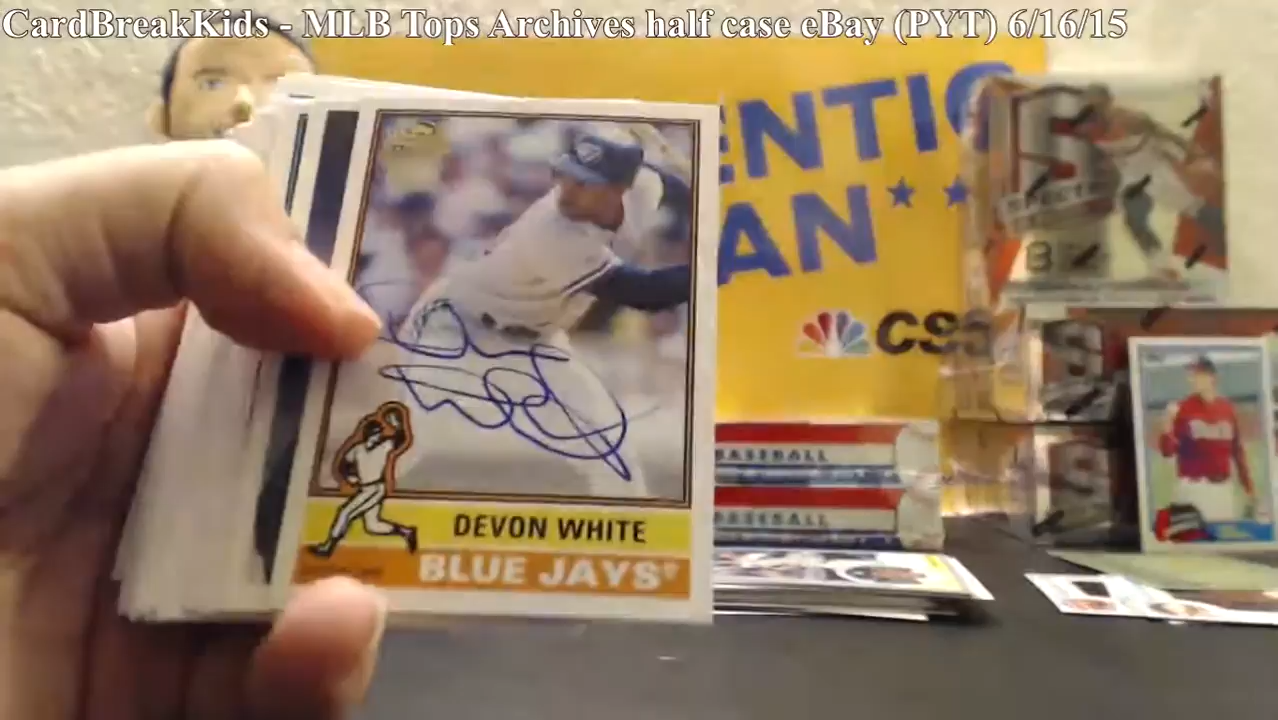 CardBreakKids - MLB Tops Archives half case eBay (PYT) 6/16/15
ENTIC
AN**
CSS
BASEBALL
BASEBALL
DEVON WHITE
BLUE JAYS